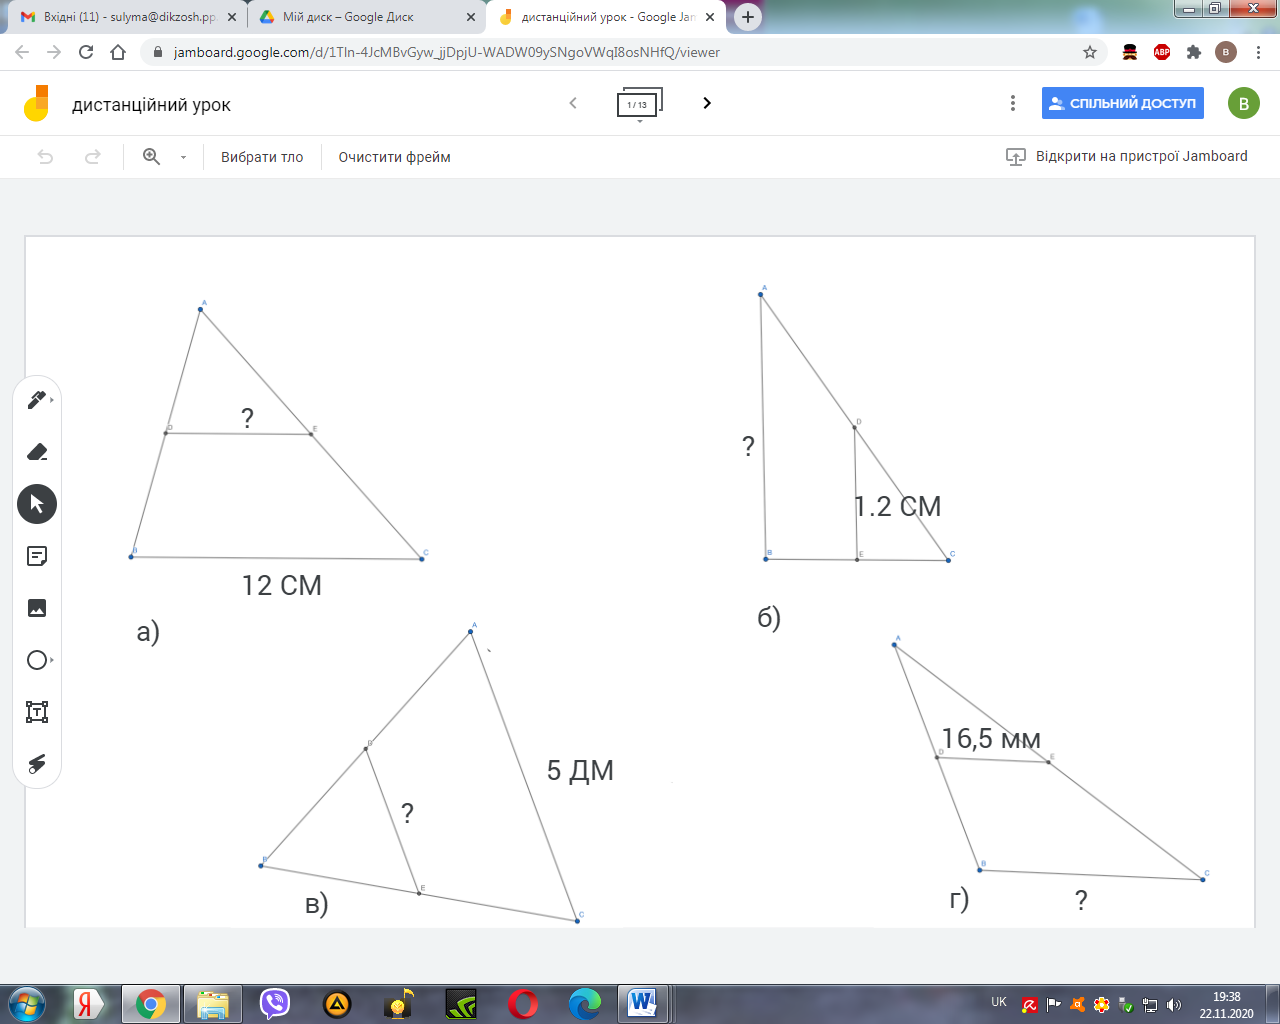 Вхідні (11) - sulyma@dikzosh.pp.
Мій диск – Google Диск
дистанційний урок - Google Jam
jamboard.google.com/d/1Tln-4JcMBvGyw_jjDpjU-WADW09ySNgoVWqI8osNHfQ/viewer
ABP
B
дистанційний урок
1 / 13
СПІЛЬНИЙ ДОСТУП
B
Вибрати тло
Очистити фрейм
Відкрити на пристрої Jamboard
A
D
?
E
B
C
12 СМ
а)
A
?
D
1.2 СМ
B
E
C
б)
A
D
5 ДМ
?
B
E
C
в)
A
16,5 мм
D
E
B
C
г)
?
UK
19:38
22.11.2020